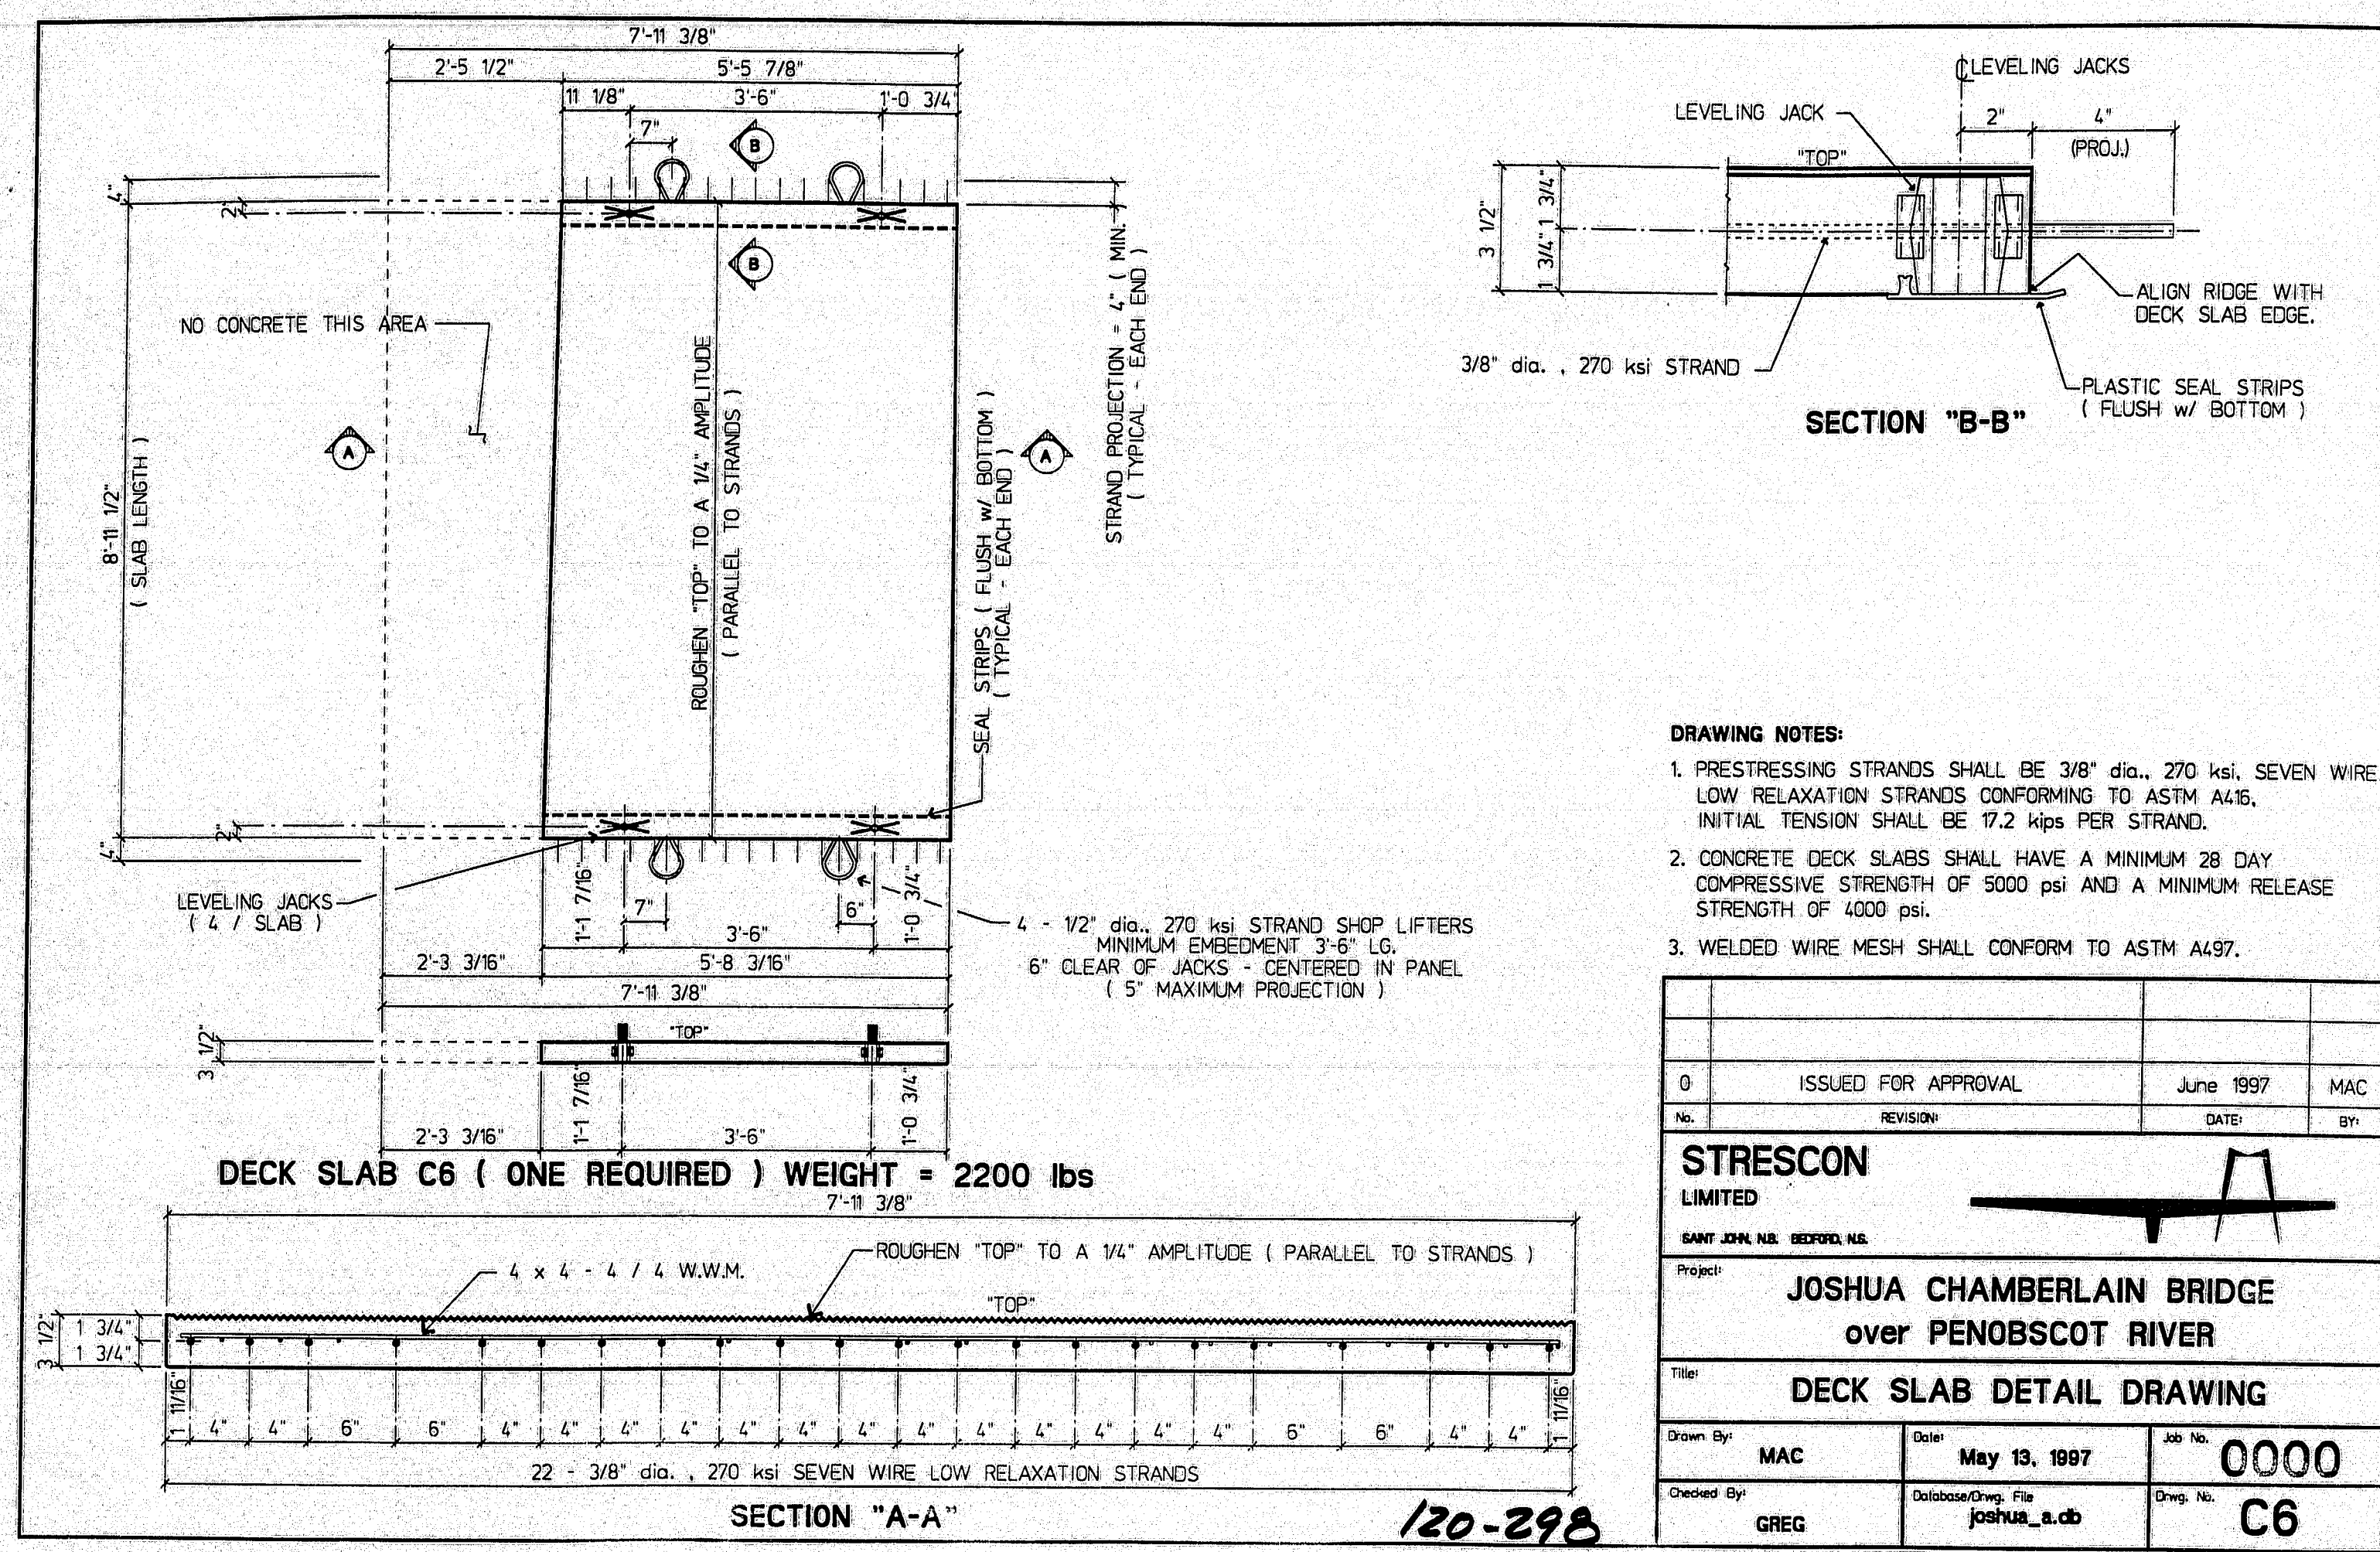 7'-11 3/8"
2'-5 1/2" 5'-5 7/8"
11 1/8" 3'-6" 1'-0 3/4"
7"
B
4"
2"
B
NO CONCRETE THIS AREA
A
8'-11 1/2"
( SLAB LENGTH )
ROUGHEN "TOP" TO A 1/4" AMPLITUDE
( PARALLEL TO STRANDS )
SEAL STRIPS ( FLUSH w/ BOTTOM )
( TYPICAL - EACH END )
A
STRAND PROJECTION = 4" ( MIN. )
( TYPICAL - EACH END )
2"
4"
LEVELING JACKS
( 4 / SLAB )
1'-1 7/16" 7" 6" 1'-0 3/4"
3'-6"
2'-3 3/16" 5'-8 3/16"
7'-11 3/8"
4 - 1/2" dia., 270 ksi STRAND SHOP LIFTERS
MINIMUM EMBEDMENT 3'-6" LG.
6" CLEAR OF JACKS - CENTERED IN PANEL
( 5" MAXIMUM PROJECTION )
3 1/2"
"TOP"
1'-1 7/16" 1'-0 3/4"
2'-3 3/16" 3'-6"
DECK SLAB C6 ( ONE REQUIRED ) WEIGHT = 2200 lbs
7'-11 3/8"
ROUGHEN "TOP" TO A 1/4" AMPLITUDE ( PARALLEL TO STRANDS )
4 x 4 - 4 / 4 W.W.M.
"TOP"
3 1/2"
1 3/4"
1 3/4"
1 11/16" 4" 4" 6" 6" 4" 4" 4" 4" 4" 4" 4" 4" 4" 4" 4" 4" 4" 6" 6" 4" 4" 1 11/16"
22 - 3/8" dia. , 270 ksi SEVEN WIRE LOW RELAXATION STRANDS
SECTION "A-A"
120-298
℄ LEVELING JACKS
LEVELING JACK
2" 4"
(PROJ.)
"TOP"
3 1/2"
1 3/4" 1 3/4"
ALIGN RIDGE WITH
DECK SLAB EDGE.
3/8" dia. , 270 ksi STRAND
PLASTIC SEAL STRIPS
( FLUSH w/ BOTTOM )
SECTION "B-B"
DRAWING NOTES:
1. PRESTRESSING STRANDS SHALL BE 3/8" dia., 270 ksi, SEVEN WIRE
LOW RELAXATION STRANDS CONFORMING TO ASTM A416.
INITIAL TENSION SHALL BE 17.2 kips PER STRAND.
2. CONCRETE DECK SLABS SHALL HAVE A MINIMUM 28 DAY
COMPRESSIVE STRENGTH OF 5000 psi AND A MINIMUM RELEASE
STRENGTH OF 4000 psi.
3. WELDED WIRE MESH SHALL CONFORM TO ASTM A497.
0 ISSUED FOR APPROVAL June 1997 MAC
No. REVISION: DATE: BY:
STRESCON
LIMITED
SAINT JOHN, N.B. BEDFORD, N.S.
Project:
JOSHUA CHAMBERLAIN BRIDGE
over PENOBSCOT RIVER
Title:
DECK SLAB DETAIL DRAWING
Drawn By: Date: Job No.
MAC May 13, 1997 0000
Checked By: Database/Drwg. File Drwg. No.
GREG joshua_a.db C6